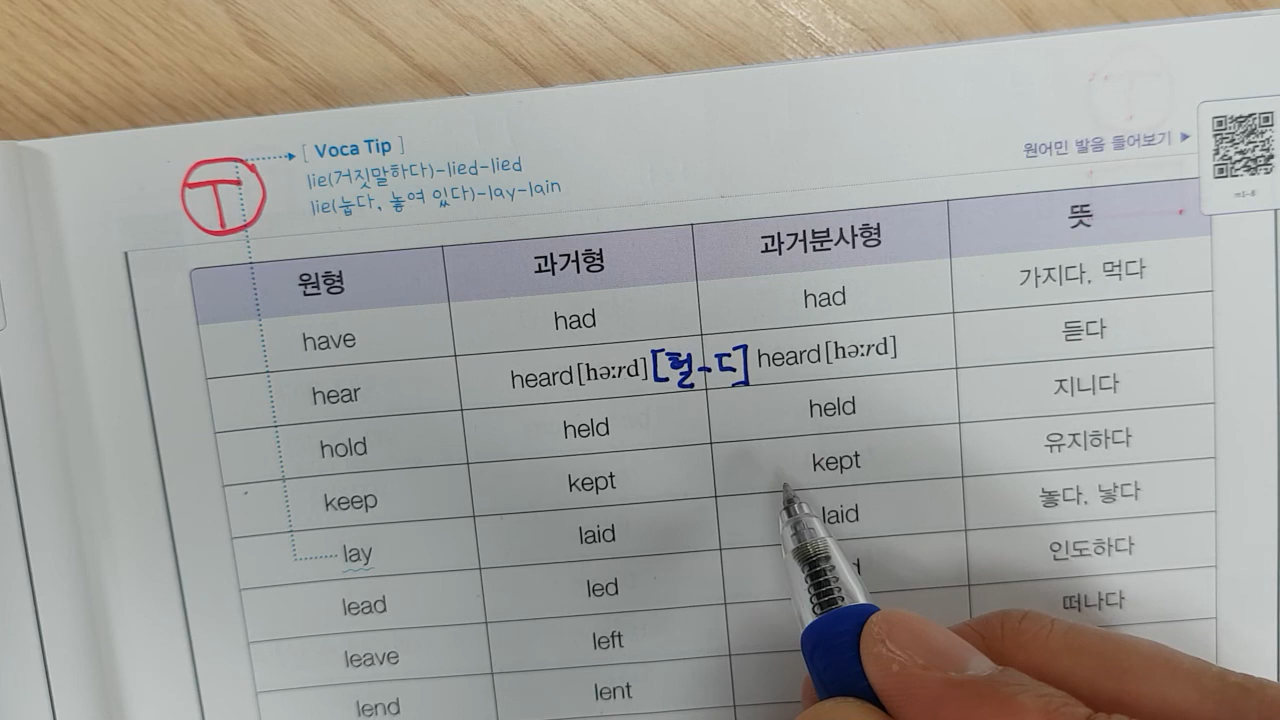 [ Voca Tip ]
lie(거짓말하다)-lied-lied
lie(눕다, 놓여 있다)-lay-lain
T
원어민 발음 들어보기 ▶
원형 과거형 과거분사형 뜻
have had had 가지다, 먹다
hear heard[hə:rd] [헐-드] heard[hə:rd] 듣다
hold held held 지니다
keep kept kept 유지하다
lay laid laid 놓다, 낳다
lead led 인도하다
leave left 떠나다
lend lent